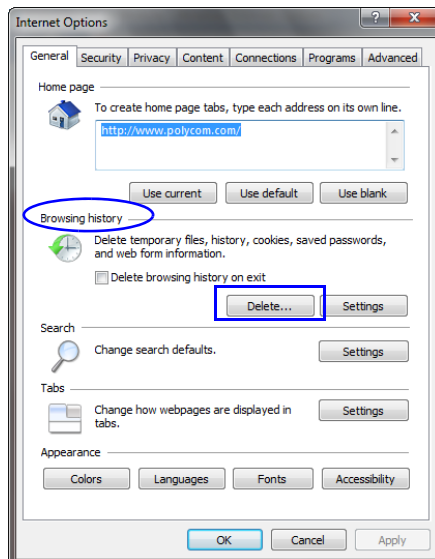 Internet Options
?
General Security Privacy Content Connections Programs Advanced
Home page
To create home page tabs, type each address on its own line.
http://www.polycom.com/
Use current Use default Use blank
Browsing history
Delete temporary files, history, cookies, saved passwords,
and web form information.
Delete browsing history on exit
Delete... Settings
Search
Change search defaults. Settings
Tabs
Change how webpages are displayed in Settings
tabs.
Appearance
Colors Languages Fonts Accessibility
OK Cancel Apply